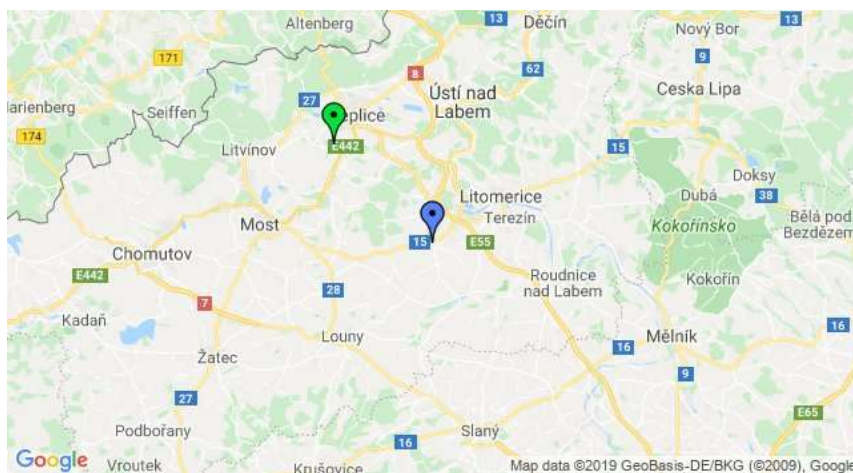 Altenberg
Děčín
13
13
Nový Bor
171
9
8
62
Seiffen
27
Ústí nad
Labem
Ceska Lipa
174
E442
Litvínov
15
Doksy
Litomerice
Dubá
38
Terezín
Most
Bělá pod
Bezdězem
Kokořínsko
Chomutov
15
E55
E442
Kokořín
28
Roudnice
nad Labem
7
Kadaň
Louny
Mělník
16
Žatec
16
27
9
E65
Podbořany
Slaný
16
Google
Vroutek
Krušovice
Map data ©2019 GeoBasis-DE/BKG (©2009), Google